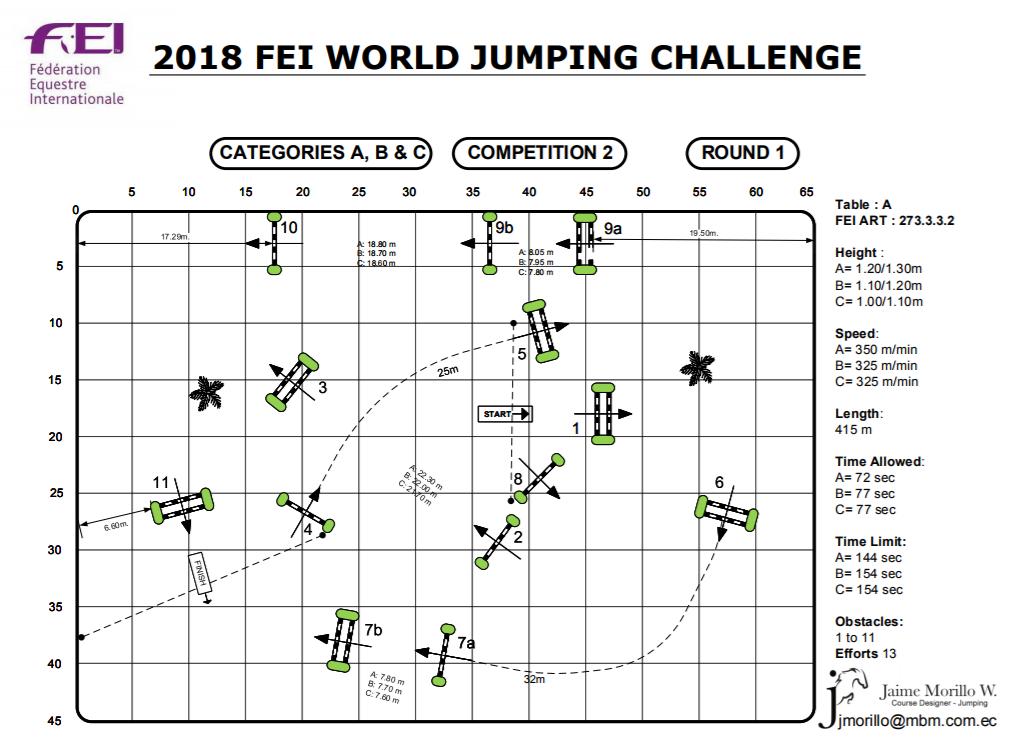 FEI
Fédération
Equestre
Internationale
2018 FEI WORLD JUMPING CHALLENGE
CATEGORIES A, B & C
COMPETITION 2
ROUND 1
5 10 15 20 25 30 35 40 45 50 55 60 65
0
5
10
15
20
25
30
35
40
45
17.29m.
10
A: 18.80 m
B: 18.70 m
C: 18.60 m
9b
A: 8.05 m
B: 7.95 m
C: 7.80 m
9a
19.50m.
5
25m
3
START
1
A: 22.30 m
B: 22.00 m
C: 21.70 m
8
11
6
4
2
6.60m.
FINISH
7b
7a
A: 7.80 m
B: 7.70 m
C: 7.60 m
32m
Table : A
FEI ART : 273.3.3.2
Height :
A= 1.20/1.30m
B= 1.10/1.20m
C= 1.00/1.10m
Speed:
A= 350 m/min
B= 325 m/min
C= 325 m/min
Length:
415 m
Time Allowed:
A= 72 sec
B= 77 sec
C= 77 sec
Time Limit:
A= 144 sec
B= 154 sec
C= 154 sec
Obstacles:
1 to 11
Efforts 13
Jaime Morillo W.
Course Designer - Jumping
jmorillo@mbm.com.ec